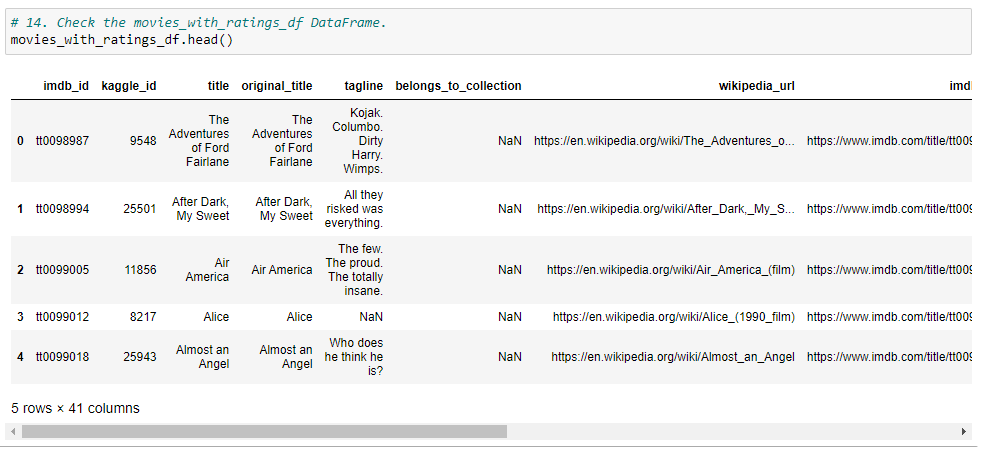 # 14. Check the movies_with_ratings_df DataFrame.
movies_with_ratings_df.head()
imdb_id kaggle_id title original_title tagline belongs_to_collection wikipedia_url imdb
0 tt0098987 9548 The Adventures of Ford Fairlane The Adventures of Ford Fairlane Kojak. Columbo. Dirty Harry. Wimps. NaN https://en.wikipedia.org/wiki/The_Adventures_o... https://www.imdb.com/title/tt009
1 tt0098994 25501 After Dark, My Sweet After Dark, My Sweet All they risked was everything. NaN https://en.wikipedia.org/wiki/After_Dark,_My_S... https://www.imdb.com/title/tt009
2 tt0099005 11856 Air America Air America The few. The proud. The totally insane. NaN https://en.wikipedia.org/wiki/Air_America_(film) https://www.imdb.com/title/tt009
3 tt0099012 8217 Alice Alice NaN NaN https://en.wikipedia.org/wiki/Alice_(1990_film) https://www.imdb.com/title/tt009
4 tt0099018 25943 Almost an Angel Almost an Angel Who does he think he is? NaN https://en.wikipedia.org/wiki/Almost_an_Angel https://www.imdb.com/title/tt009
5 rows × 41 columns